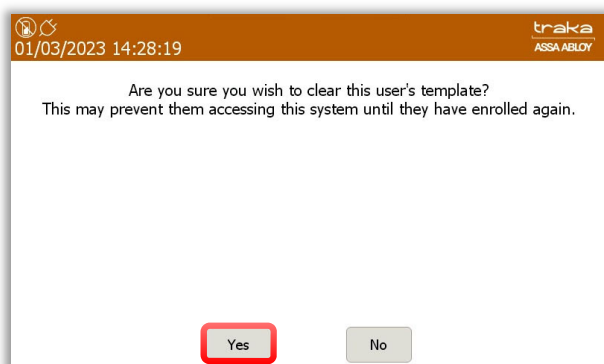 traka
01/03/2023 14:28:19
ASSA ABLOY
Are you sure you wish to clear this user's template?
This may prevent them accessing this system until they have enrolled again.
Yes
No